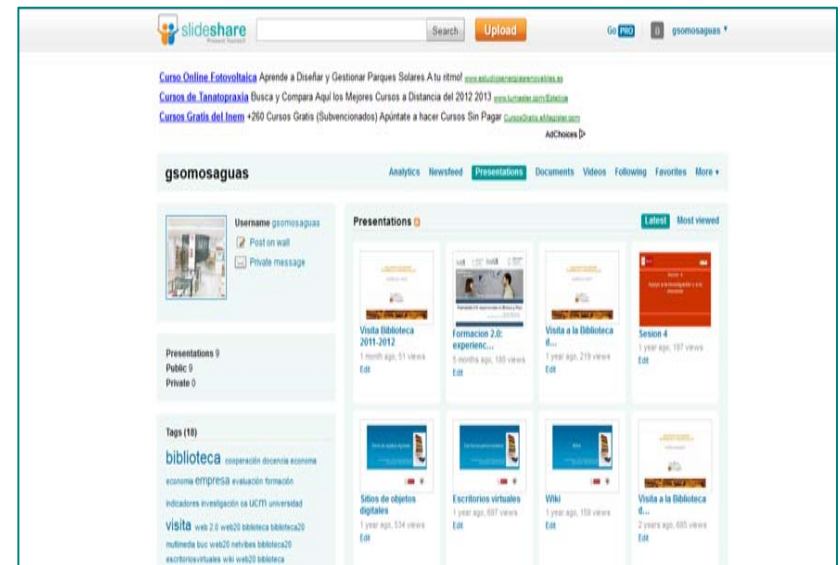 slideshare
Present Yourself
Search
Upload
Go PRO
0
gsomosaguas
Curso Online Fotovoltaica Aprende a Diseñar y Gestionar Parques Solares A tu ritmo!
Cursos de Tanatopraxia Busca y Compara Aquí los Mejores Cursos a Distancia del 2012 2013
Cursos Gratis del Inem +260 Cursos Gratis (Subvencionados) Apúntate a hacer Cursos Sin Pagar
AdChoices
gsomosaguas
Analytics Newsfeed Presentations Documents Videos Following Favorites More
Username gsomosaguas
Post on wall
Private message
Presentations 9
Public 9
Private 0
Tags (18)
biblioteca cooperación docencia economia
economía empresa evaluación formación
indicadores investigación UCM universidad
visita web 2.0 web20 biblioteca biblioteca20
multimedia buc web20 netvibes biblioteca20
escritoriosvirtuales wiki web20 biblioteca
Presentations
Latest Most viewed
Visita Biblioteca
2011-2012
1 month ago, 51 views
Edit
Formacion 2.0:
experienc...
5 months ago, views
Edit
Visita a la Biblioteca
d...
1 year ago, 219 views
Edit
Sesion 4
1 year ago, 187 views
Edit
Sitios de objetos
digitales
1 year ago, 534 views
Edit
Escritorios virtuales
1 year ago, 687 views
Edit
Wiki
1 year ago, 159 views
Edit
Visita a la Biblioteca
d...
2 years ago, 685 views
Edit